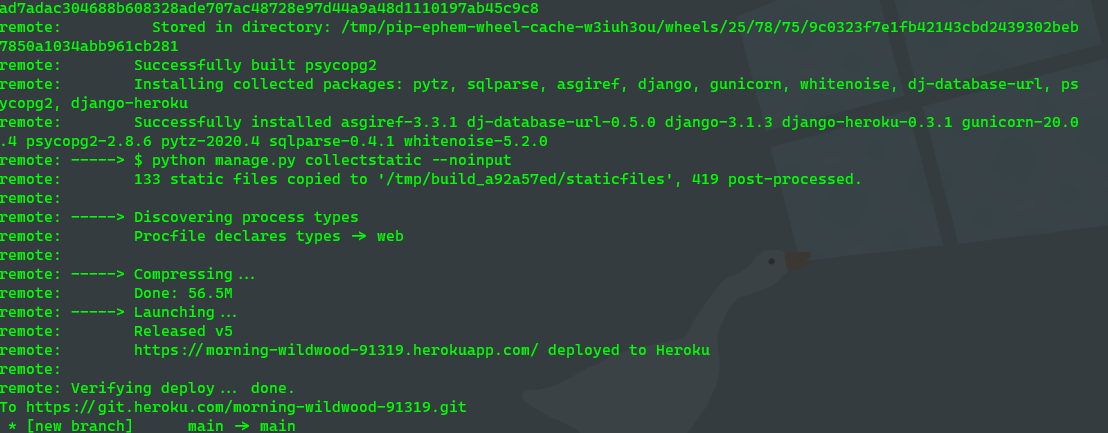 ad7adac304688b608328ade707ac48728e97d44a9a48d1110197ab45c9c8
remote:          Stored in directory: /tmp/pip-ephem-wheel-cache-w3iuh3ou/wheels/25/78/75/9c0323f7e1fb42143cbd2439302beb
7850a1034abb961cb281
remote:        Successfully built psycopg2
remote:        Installing collected packages: pytz, sqlparse, asgiref, django, gunicorn, whitenoise, dj-database-url, ps
ycopg2, django-heroku
remote:        Successfully installed asgiref-3.3.1 dj-database-url-0.5.0 django-3.1.3 django-heroku-0.3.1 gunicorn-20.0
.4 psycopg2-2.8.6 pytz-2020.4 sqlparse-0.4.1 whitenoise-5.2.0
remote: -----> $ python manage.py collectstatic --noinput
remote:        133 static files copied to '/tmp/build_a92a57ed/staticfiles', 419 post-processed.
remote:
remote: -----> Discovering process types
remote:        Procfile declares types -> web
remote:
remote: -----> Compressing...
remote:        Done: 56.5M
remote: -----> Launching...
remote:        Released v5
remote:        https://morning-wildwood-91319.herokuapp.com/ deployed to Heroku
remote:
remote: Verifying deploy... done.
To https://git.heroku.com/morning-wildwood-91319.git
 * [new branch]      main -> main